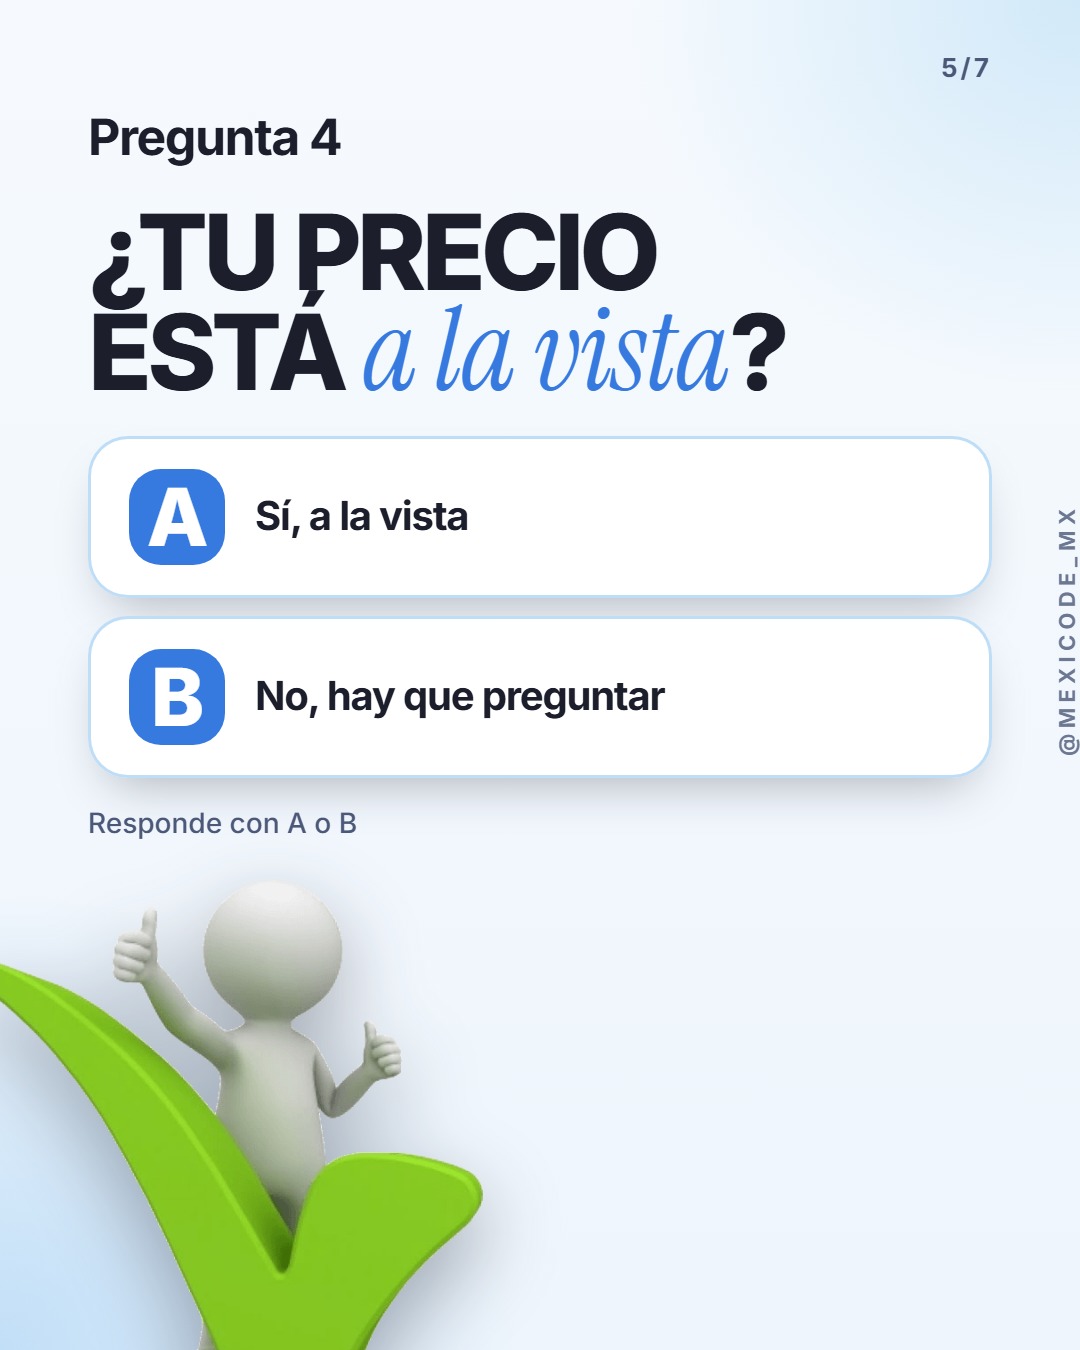 5/7
Pregunta 4
¿TU PRECIO
ESTÁ a la vista?
A Sí, a la vista
B No, hay que preguntar
Responde con A o B
@MEXICODE_MX